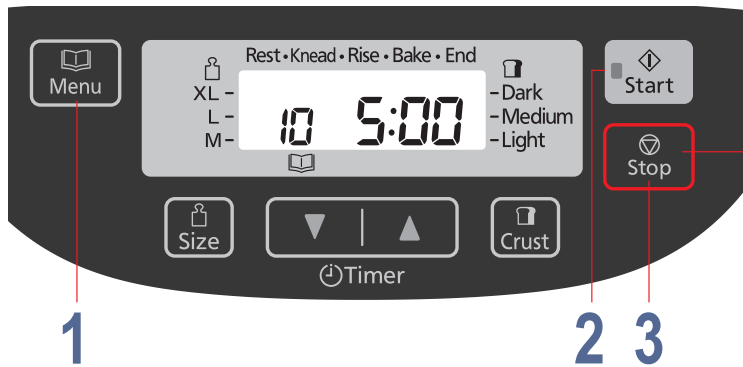 Menu
Rest • Knead • Rise • Bake • End
XL –
L –
M –
10 5:00
– Dark
– Medium
– Light
Start
Stop
Size
Timer
Crust
1
2
3